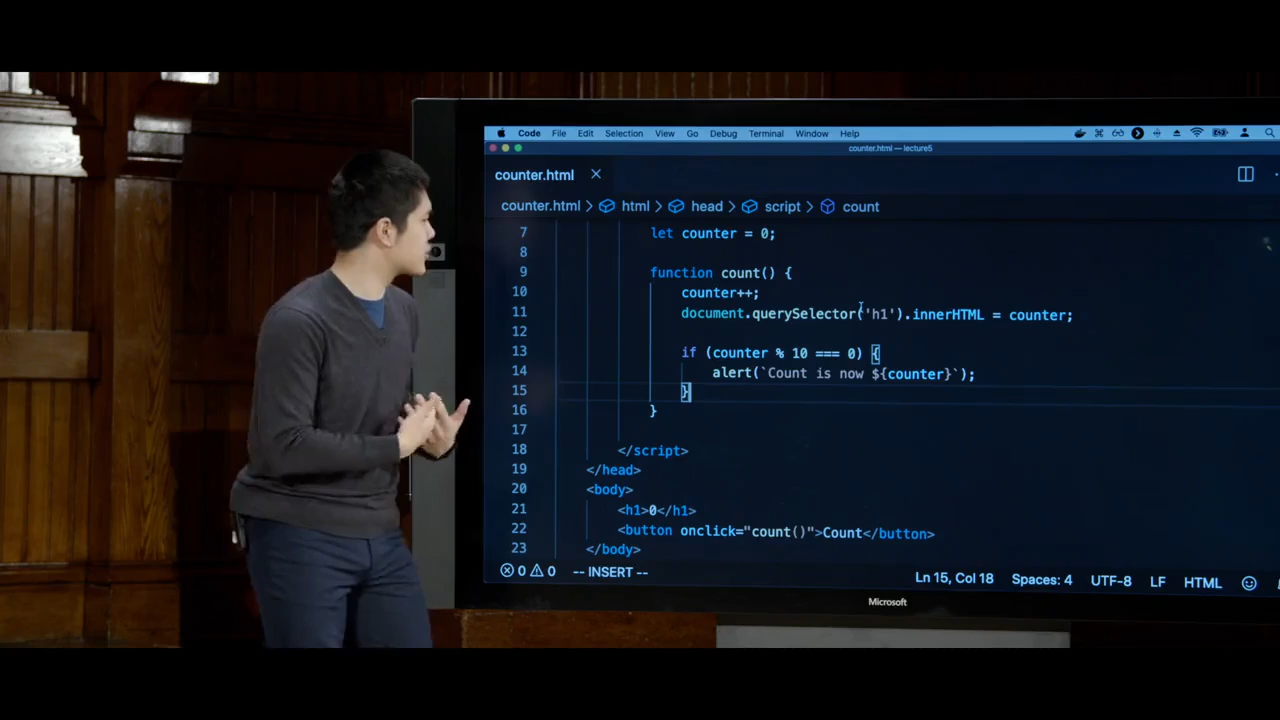 Code File Edit Selection View Go Debug Terminal Window Help
counter.html — lecture5
counter.html
counter.html > html > head > script > count
7 let counter = 0;
8
9 function count() {
10 counter++;
11 document.querySelector('h1').innerHTML = counter;
12
13 if (counter % 10 === 0) {
14 alert(`Count is now ${counter}`);
15 }
16 }
17
18 </script>
19 </head>
20 <body>
21 <h1>0</h1>
22 <button onclick="count()">Count</button>
23 </body>
0 0 -- INSERT -- Ln 15, Col 18 Spaces: 4 UTF-8 LF HTML
Microsoft